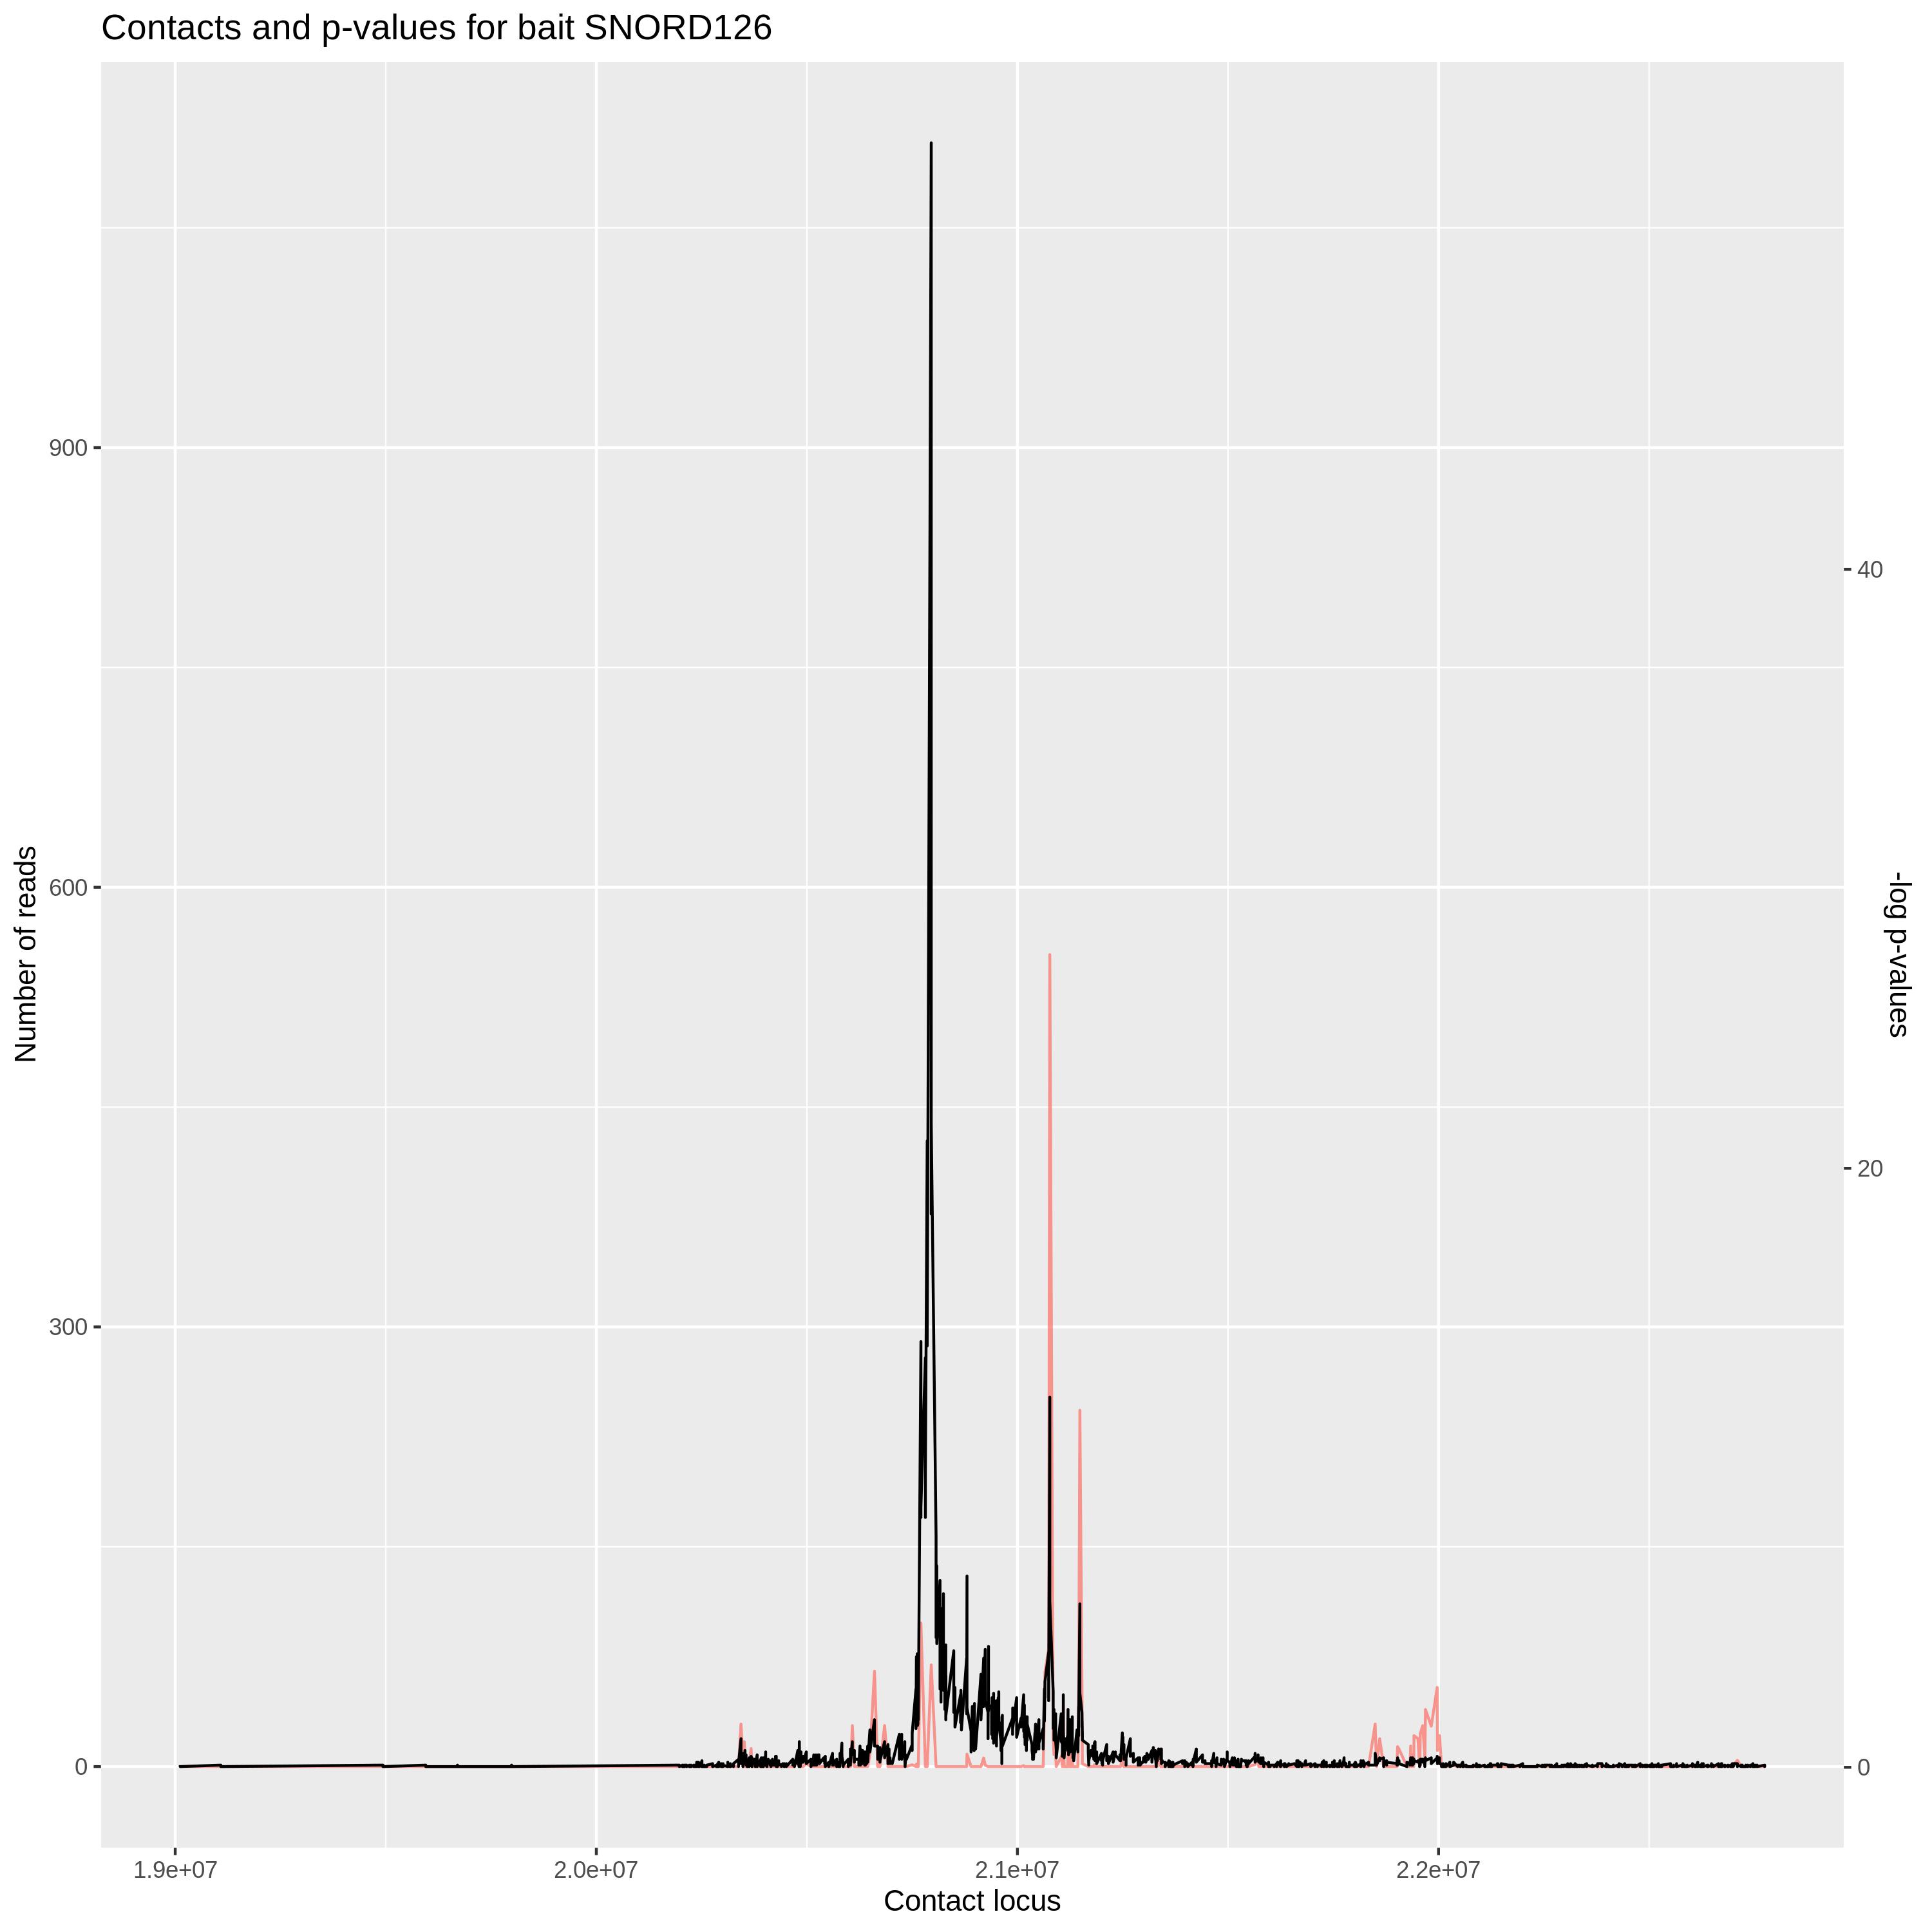 Contacts and p-values for bait SNORD126
Number of reads
900
600
300
0
40
20
0
-log p-values
1.9e+07
2.0e+07
2.1e+07
2.2e+07
Contact locus